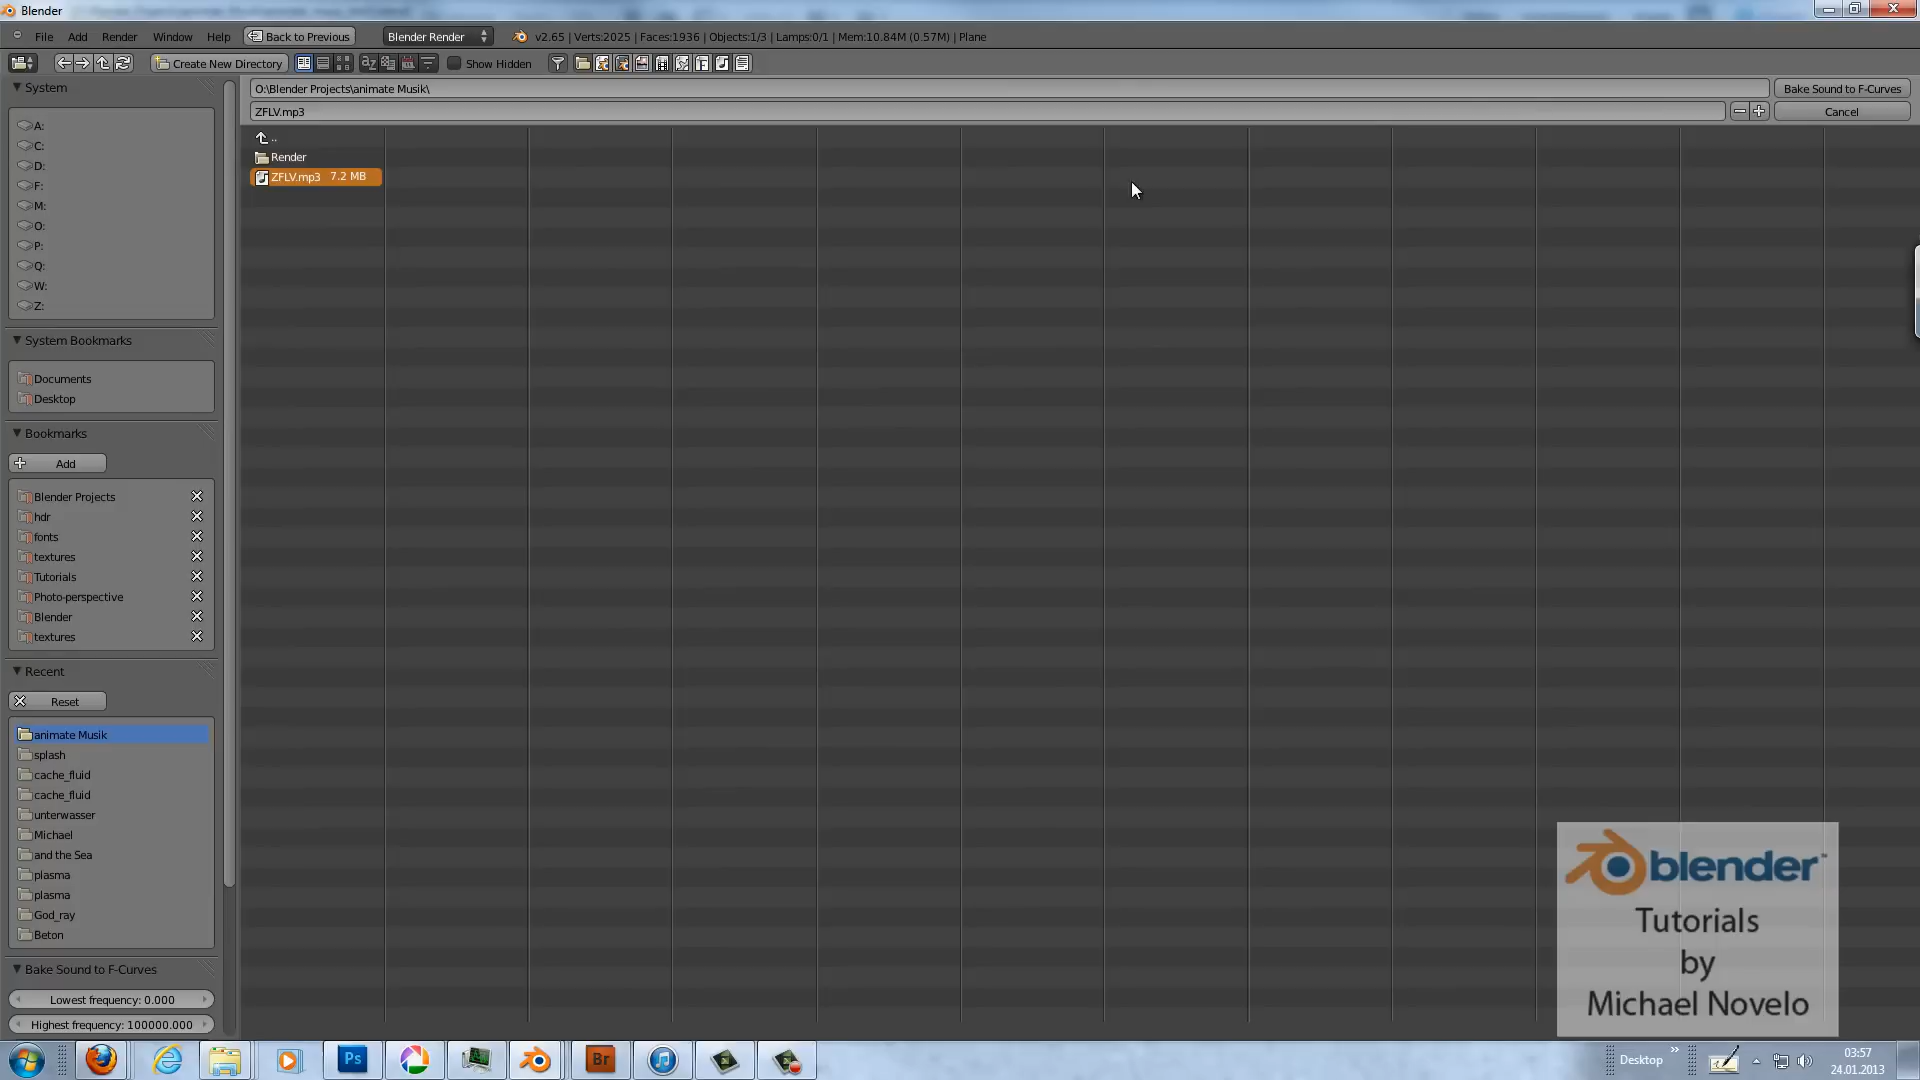 Blender
File Add Render Window Help Back to Previous Blender Render v2.65 | Verts:2025 | Faces:1936 | Objects:1/3 | Lamps:0/1 | Mem:10.84M (0.57M) | Plane
Create New Directory Show Hidden
System
O:\Blender Projects\animate Musik\ Bake Sound to F-Curves
ZFLV.mp3 Cancel
A:
C:
D:
F:
M:
O:
P:
Q:
W:
Z:
..
Render
ZFLV.mp3 7.2 MB
System Bookmarks
Documents
Desktop
Bookmarks
Add
Blender Projects
hdr
fonts
textures
Tutorials
Photo-perspective
Blender
textures
Recent
Reset
animate Musik
splash
cache_fluid
cache_fluid
unterwasser
Michael
and the Sea
plasma
plasma
God_ray
Beton
Bake Sound to F-Curves
Lowest frequency: 0.000
Highest frequency: 100000.000
blender™
Tutorials
by
Michael Novelo
Ps
Br
Desktop »
03:57
24.01.2013